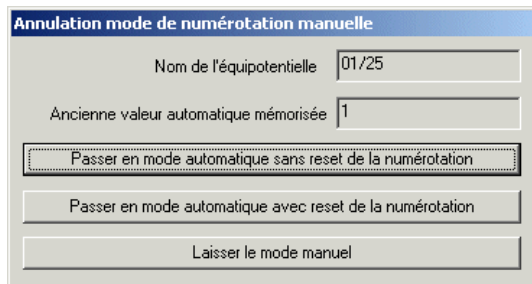 Annulation mode de numérotation manuelle
Nom de l'équipotentielle 01/25
Ancienne valeur automatique mémorisée 1
Passer en mode automatique sans reset de la numérotation
Passer en mode automatique avec reset de la numérotation
Laisser le mode manuel